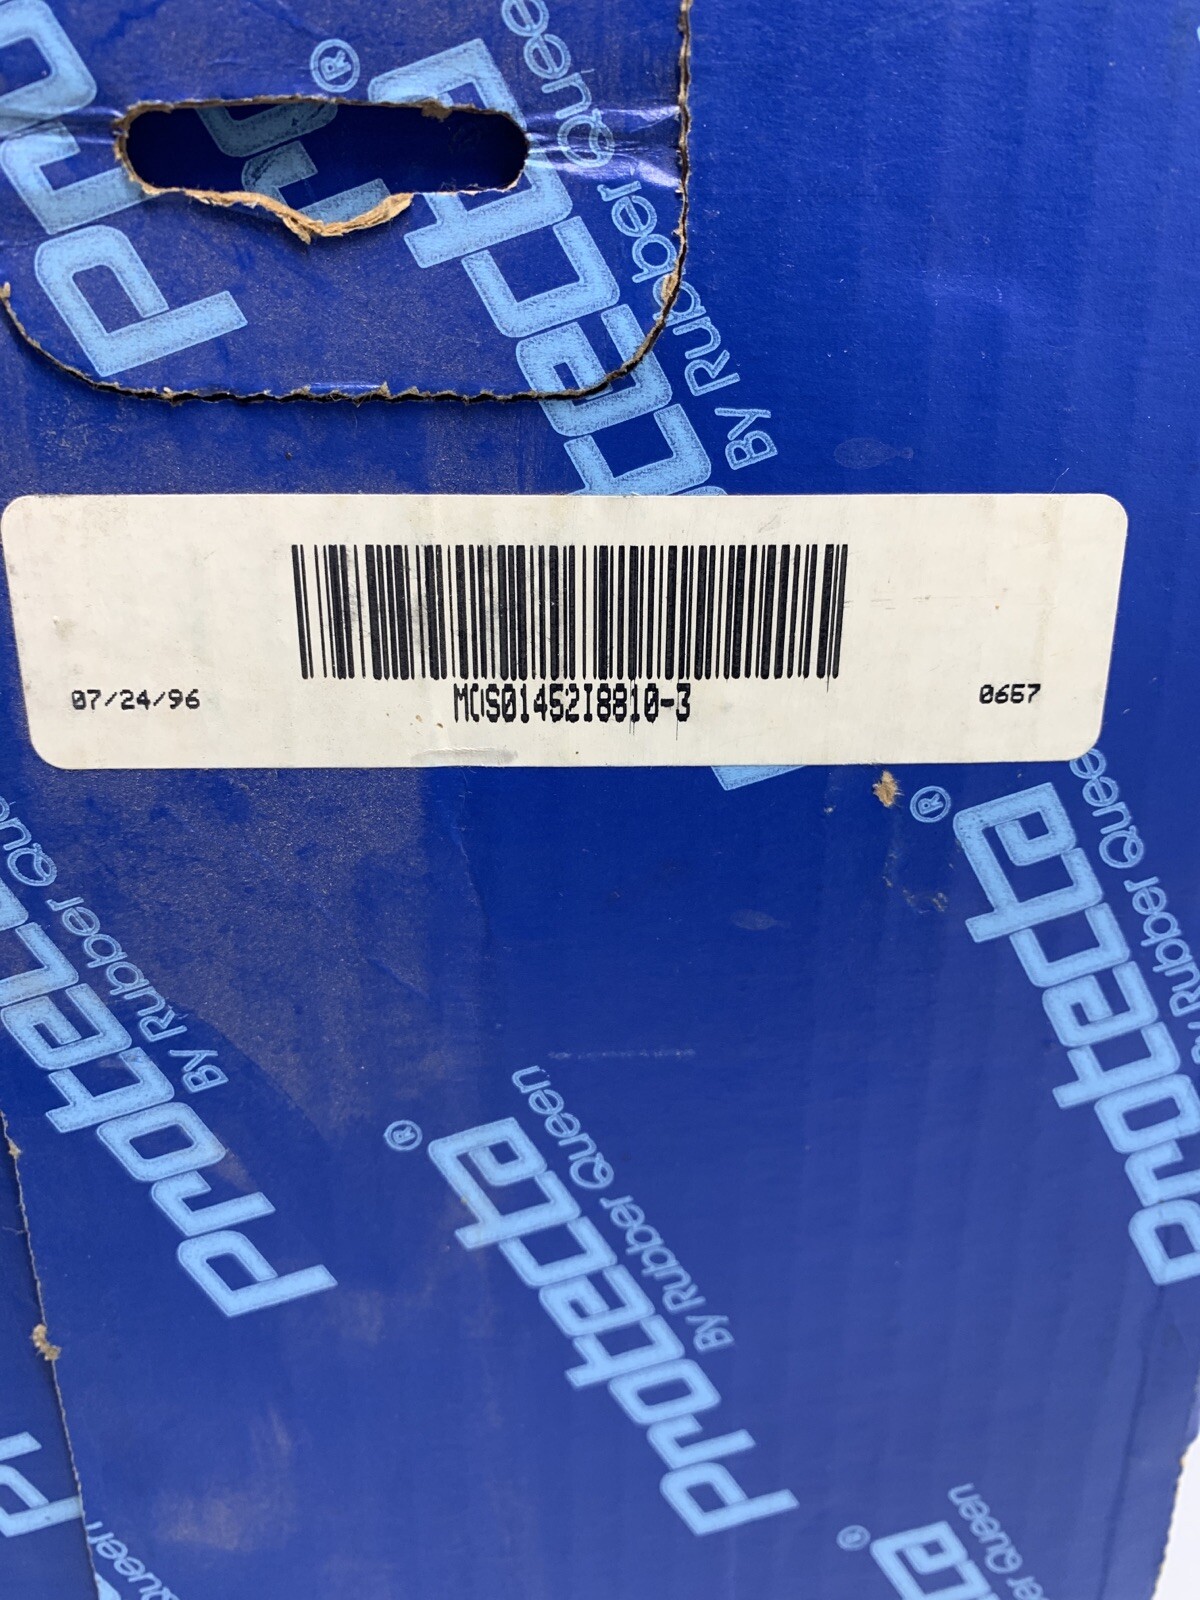 Protecta
By Rubber Queen
®
07/24/96
MOS01452I8810-3
0657
Protecta
By Rubber Queen
®
Protecta
By Rubber Queen
®
Protecta
By Rubber Queen